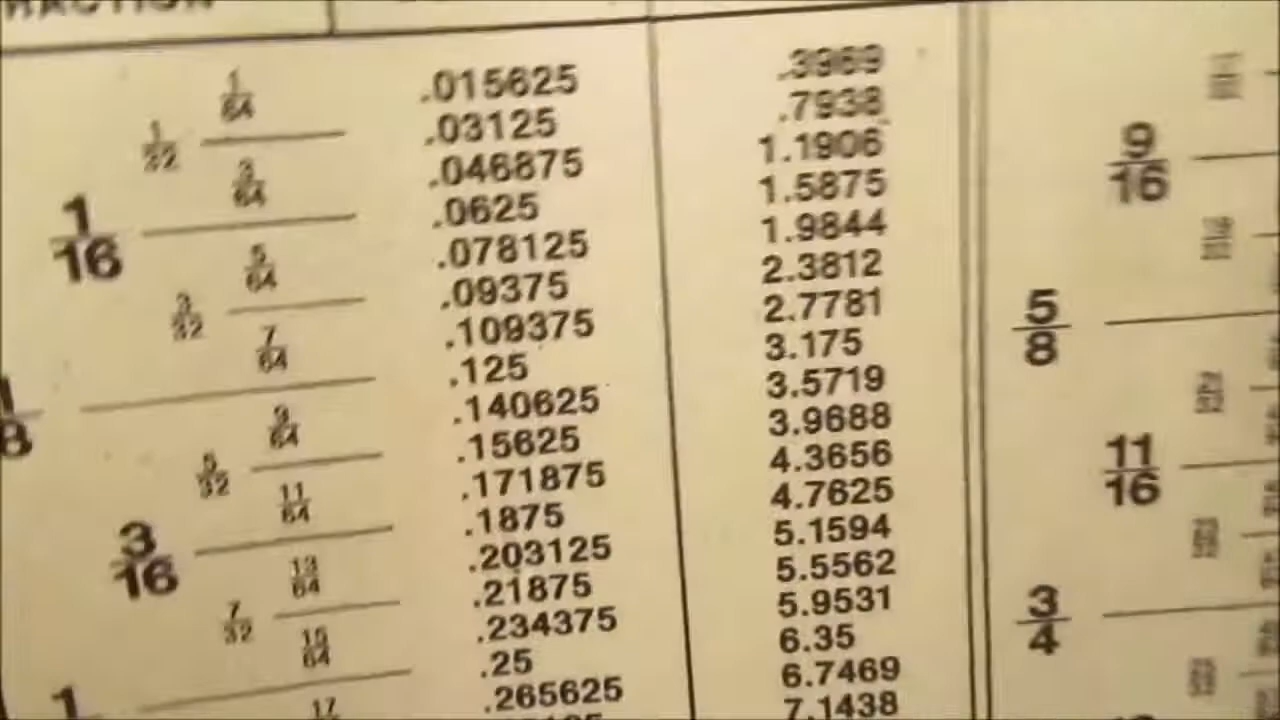 1/64 .015625 .3969
1/32 .03125 .7938
3/64 .046875 1.1906
1/16 .0625 1.5875
5/64 .078125 1.9844
3/32 .09375 2.3812
7/64 .109375 2.7781
1/8 .125 3.175
9/64 .140625 3.5719
5/32 .15625 3.9688
11/64 .171875 4.3656
3/16 .1875 4.7625
13/64 .203125 5.1594
7/32 .21875 5.5562
15/64 .234375 5.9531
.25 6.35
17 .265625 6.7469
7.1438
9/16
5/8
11/16
3/4